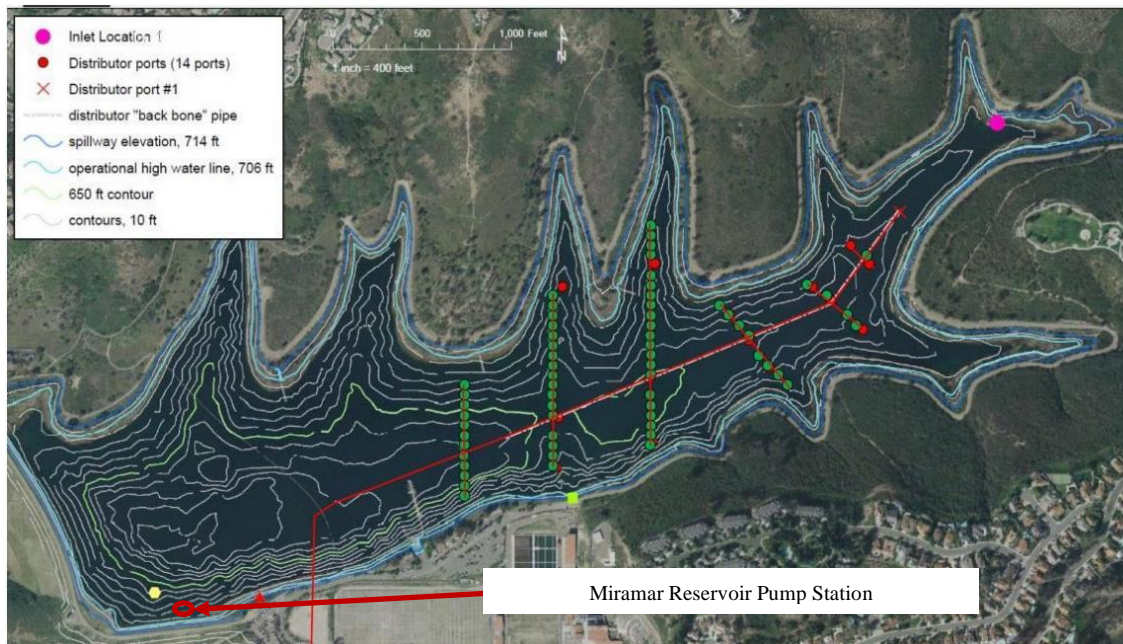 Inlet Location 1
0 500 1,000 Feet
Distributor ports (14 ports)
1 inch = 400 feet
N
Distributor port #1
distributor "back bone" pipe
spillway elevation, 714 ft
operational high water line, 706 ft
650 ft contour
contours, 10 ft
Miramar Reservoir Pump Station